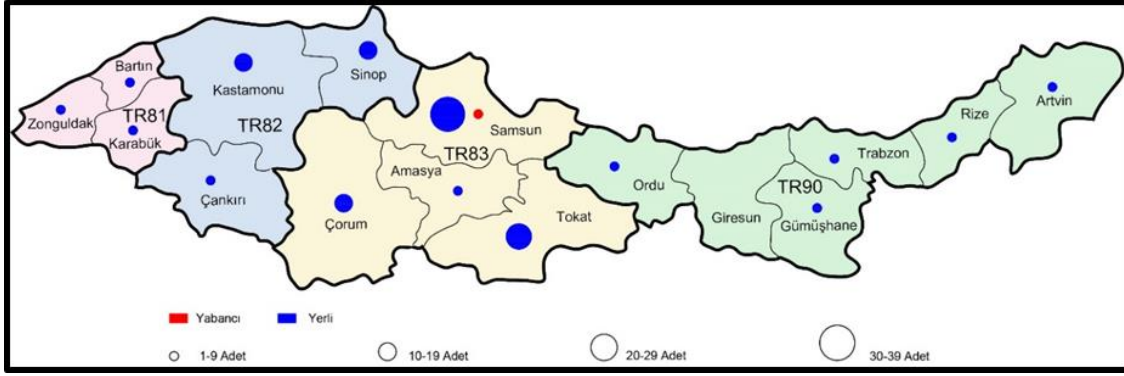 Bartın
Zonguldak
TR81
Karabük
Kastamonu
Sinop
TR82
Çankırı
Samsun
TR83
Amasya
Çorum
Tokat
Ordu
Giresun
Trabzon
TR90
Gümüşhane
Rize
Artvin
Yabancı
Yerli
1-9 Adet
10-19 Adet
20-29 Adet
30-39 Adet